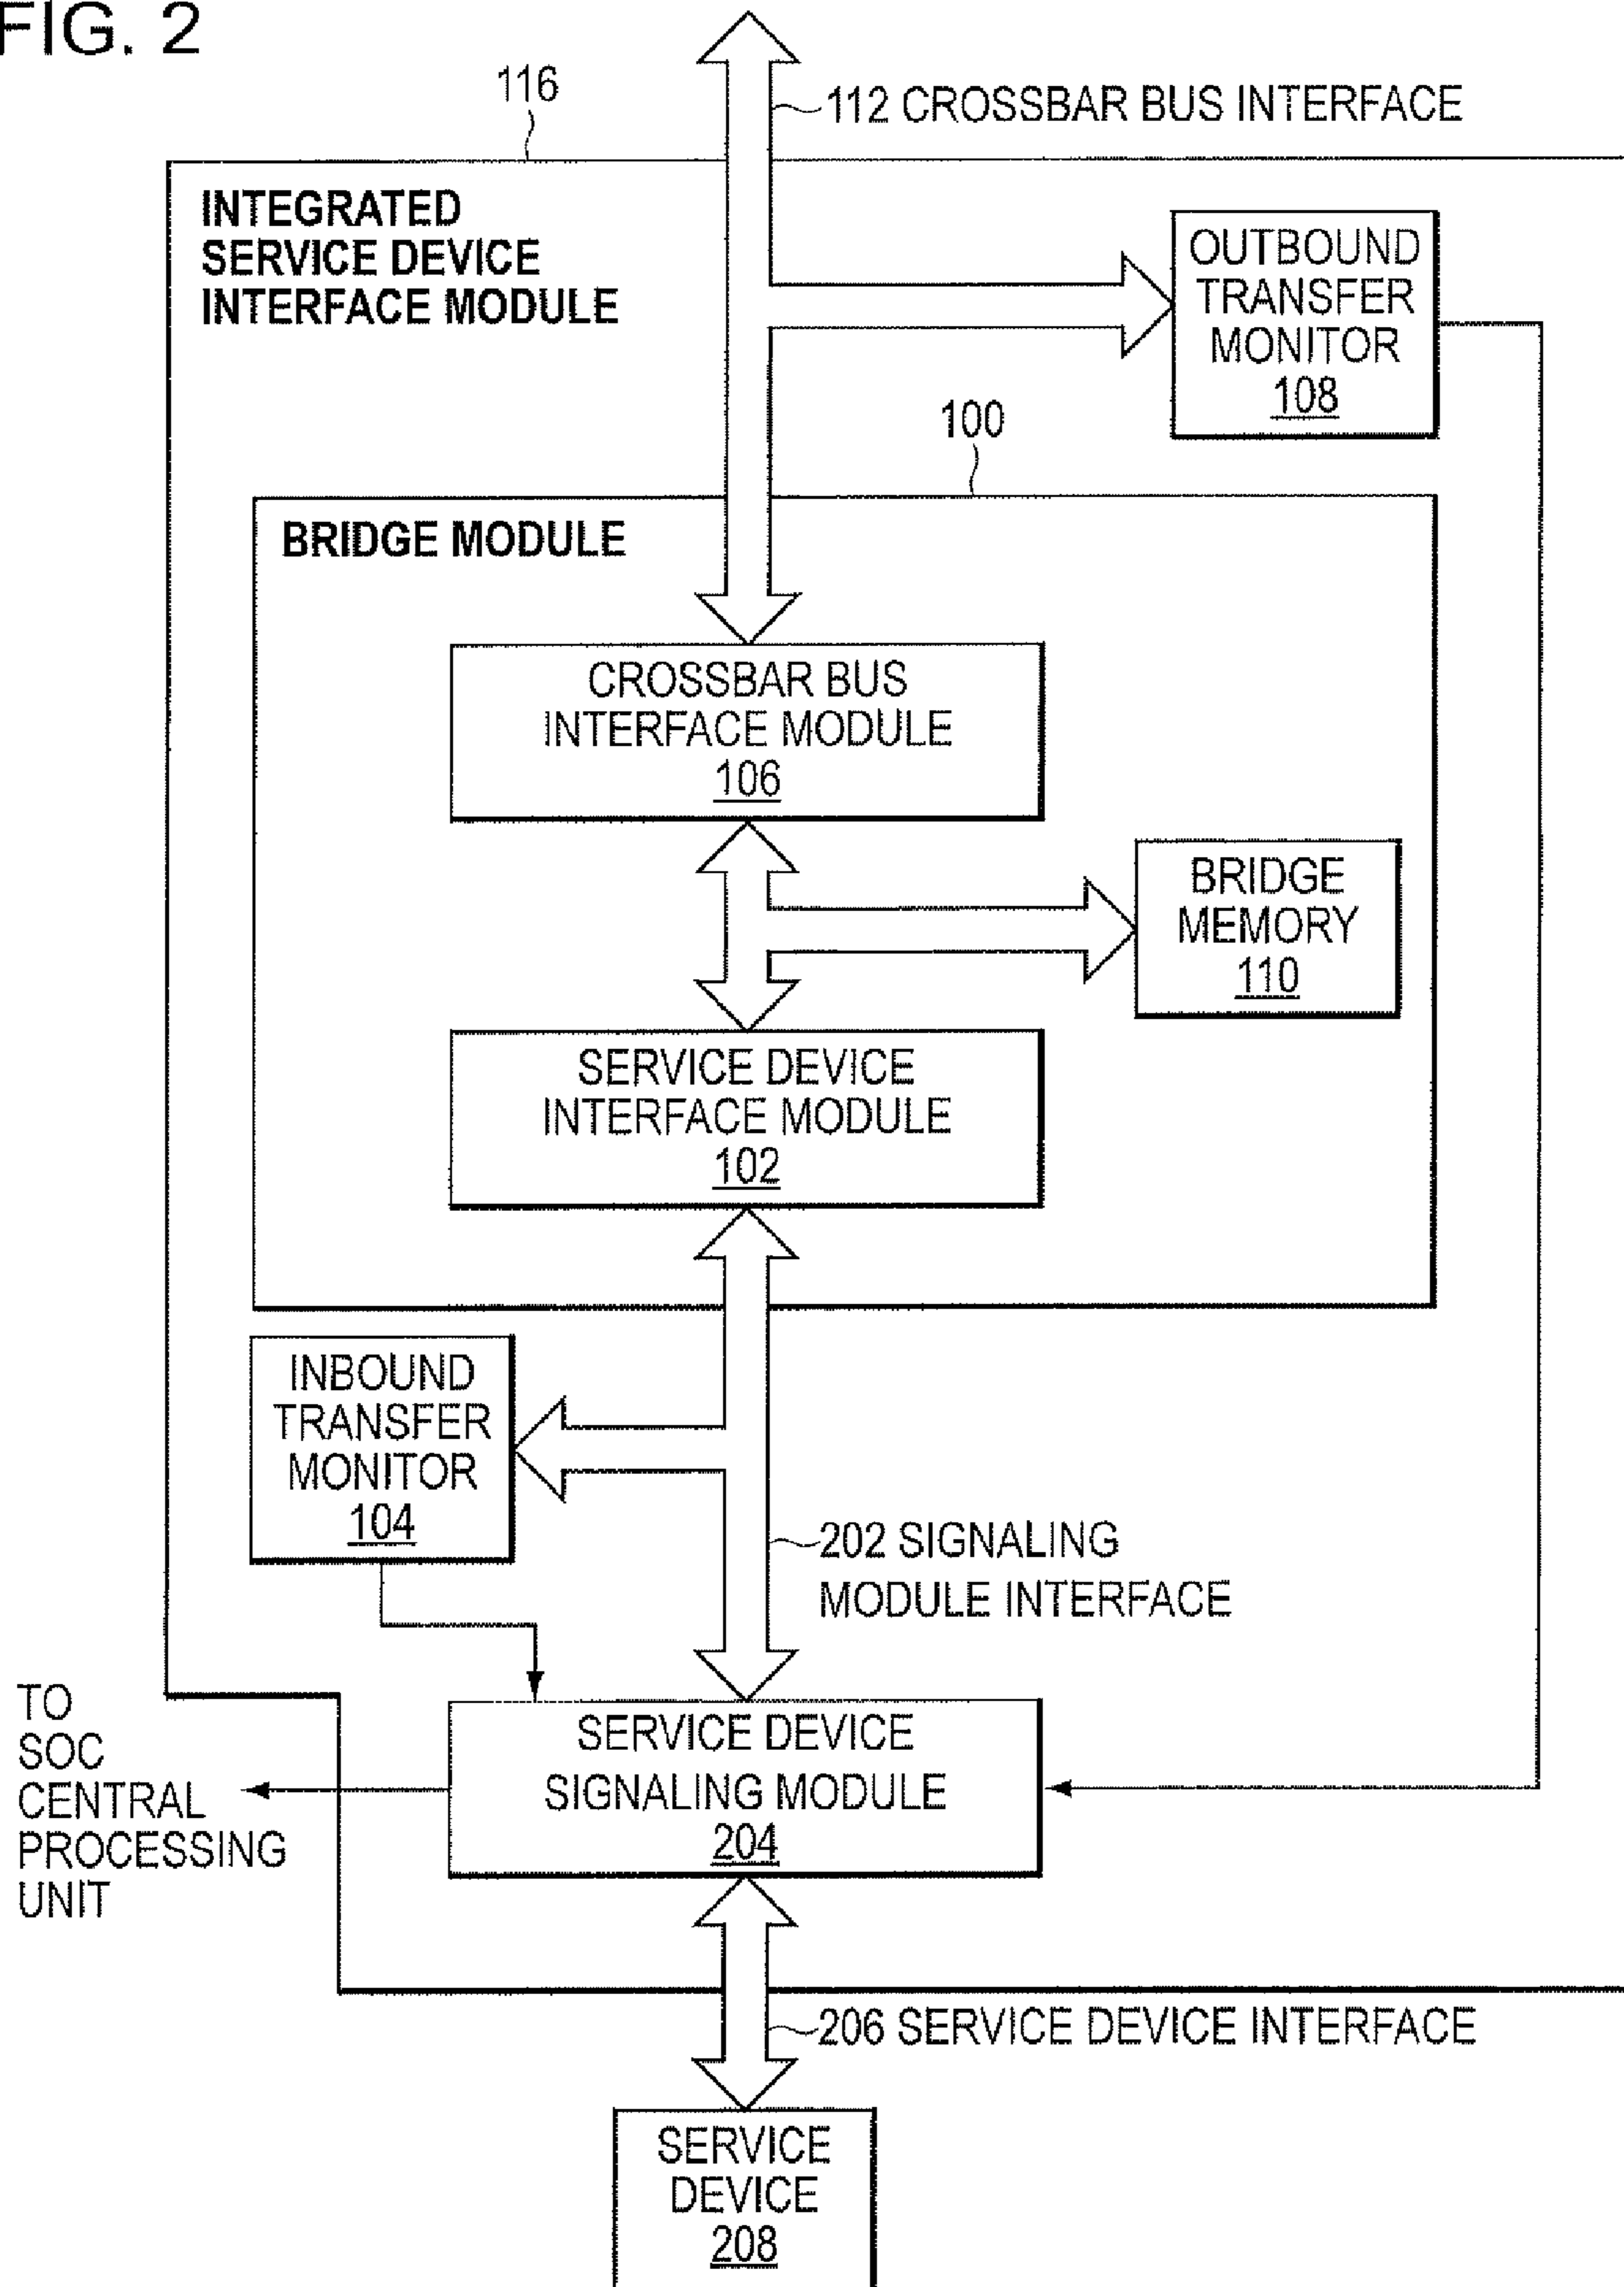 FIG. 2
116
112 CROSSBAR BUS INTERFACE
INTEGRATED
SERVICE DEVICE
INTERFACE MODULE
OUTBOUND
TRANSFER
MONITOR
108
100
BRIDGE MODULE
CROSSBAR BUS
INTERFACE MODULE
106
BRIDGE
MEMORY
110
SERVICE DEVICE
INTERFACE MODULE
102
INBOUND
TRANSFER
MONITOR
104
202 SIGNALING
MODULE INTERFACE
TO
SOC
CENTRAL
PROCESSING
UNIT
SERVICE DEVICE
SIGNALING MODULE
204
206 SERVICE DEVICE INTERFACE
SERVICE
DEVICE
208